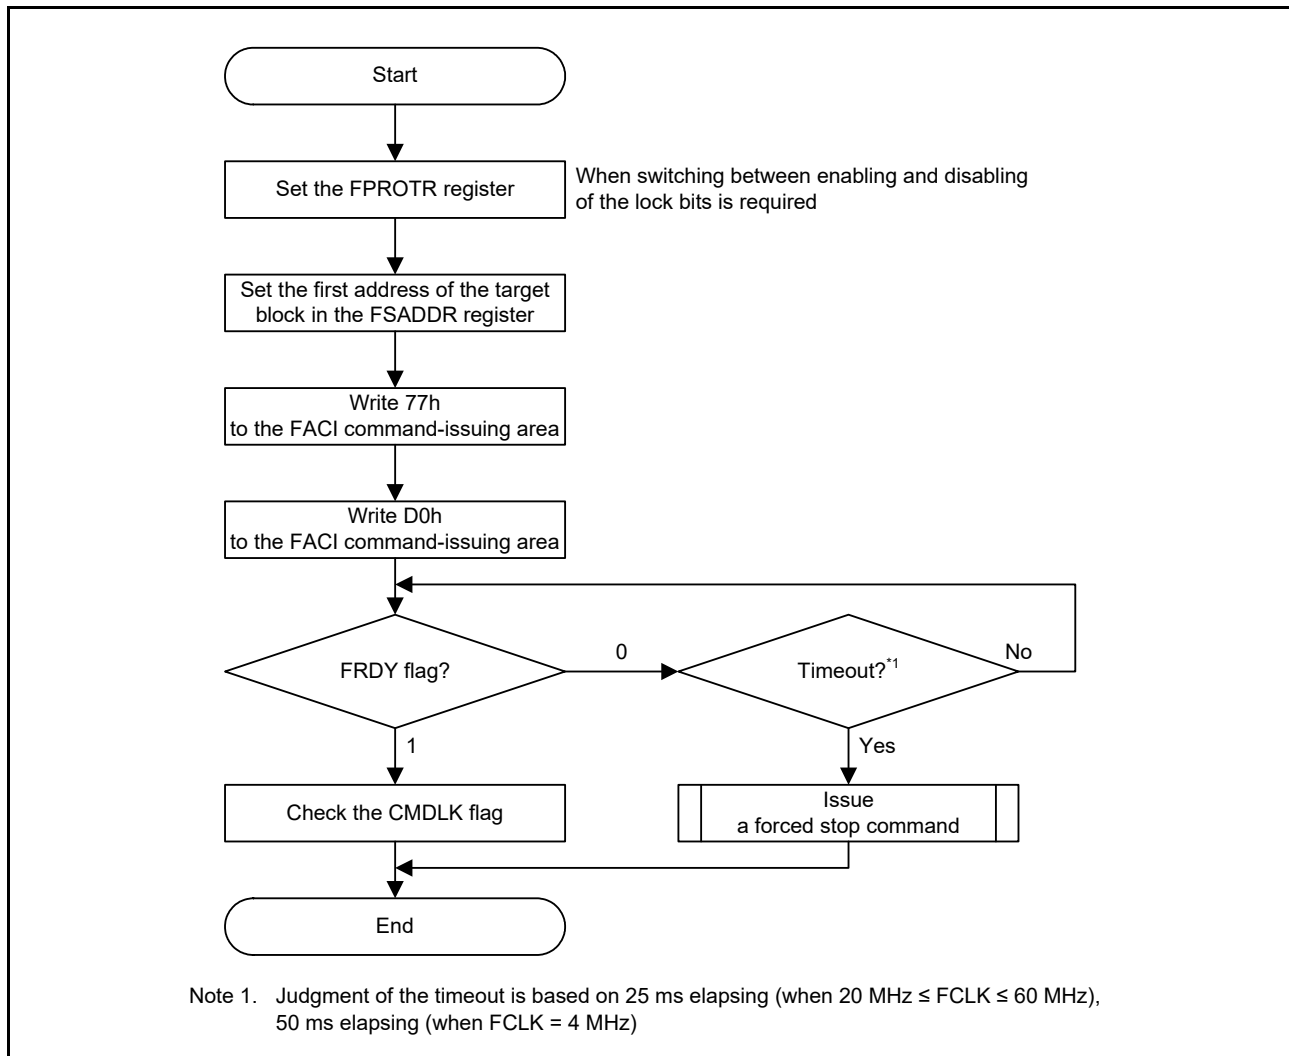 Start
Set the FPROTR register
When switching between enabling and disabling
of the lock bits is required
Set the first address of the target
block in the FSADDR register
Write 77h
to the FACI command-issuing area
Write D0h
to the FACI command-issuing area
FRDY flag?
0
Timeout?*1
No
1
Yes
Check the CMDLK flag
Issue
a forced stop command
End
Note 1. Judgment of the timeout is based on 25 ms elapsing (when 20 MHz ≤ FCLK ≤ 60 MHz),
50 ms elapsing (when FCLK = 4 MHz)